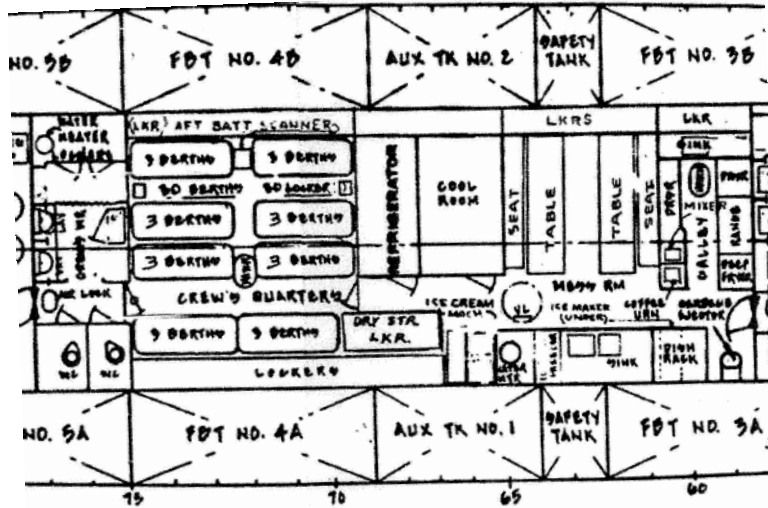 NO. 5B
FBT NO. 4B
AUX TK NO. 2
SAFETY
TANK
FBT NO. 3B
WATER
HEATER
LOCKERS
LKR
AFT BATT SCANNER
LKRS
LKR
SINK
3 BERTHS
3 BERTHS
30 BERTHS
30 LOCKER
3 BERTHS
3 BERTHS
3 BERTHS
3 BERTHS
REFRIGERATOR
COOL
ROOM
SEAT
TABLE
TABLE
SEAT
MIXER
GALLEY
RANGE
DEEP
FRYER
AIR LOCK
CREW'S QUARTERS
MESS RM
ICE CREAM
MACH
ICE MAKER
(UNDER)
COFFEE
URN
GARBAGE
EJECTOR
3 BERTHS
3 BERTHS
DRY STR
LKR.
WC
WC
LOCKERS
SINK
DISH
RACK
NO. 5A
FBT NO. 4A
AUX TK NO. 1
SAFETY
TANK
FBT NO. 3A
75
70
65
60